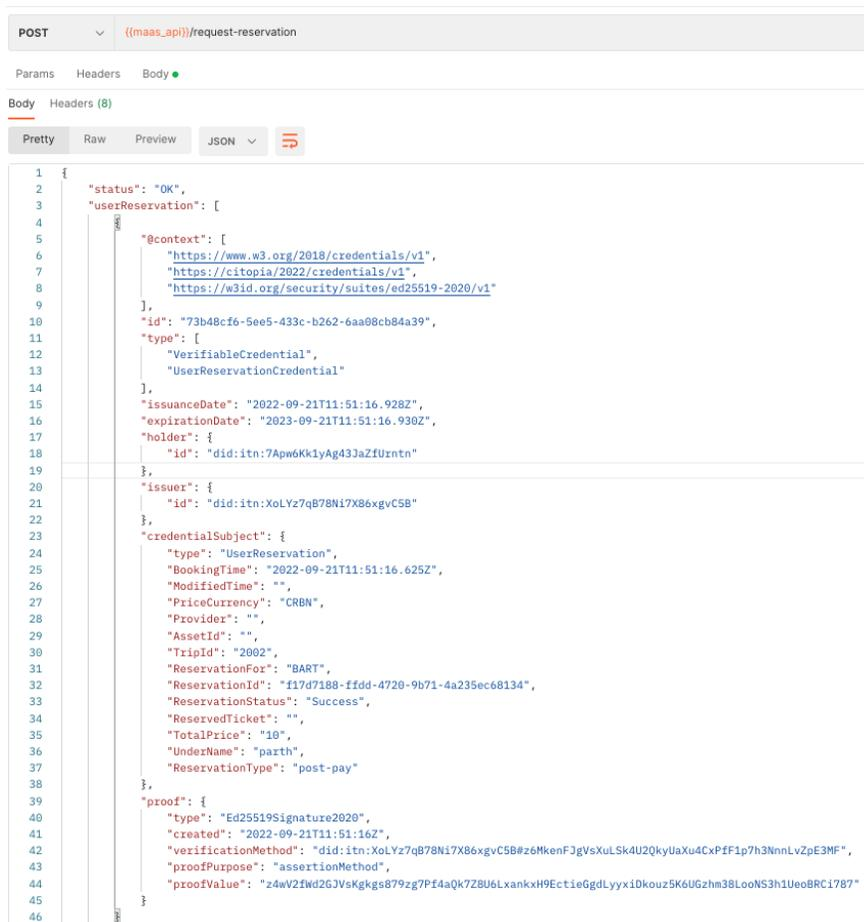 POST {{maas_api}}/request-reservation
Params Headers Body
Body Headers (8)
Pretty Raw Preview JSON
1 {
2 "status": "OK",
3 "userReservation": [
4 {
5 "@context": [
6 "https://www.w3.org/2018/credentials/v1",
7 "https://citopia/2022/credentials/v1",
8 "https://w3id.org/security/suites/ed25519-2020/v1"
9 ],
10 "id": "73b48cf6-5ee5-433c-b262-6aa08cb84a39",
11 "type": [
12 "VerifiableCredential",
13 "UserReservationCredential"
14 ],
15 "issuanceDate": "2022-09-21T11:51:16.928Z",
16 "expirationDate": "2023-09-21T11:51:16.930Z",
17 "holder": {
18 "id": "did:itn:7Apw6Kk1yAg43JaZfUrntn"
19 },
20 "issuer": {
21 "id": "did:itn:XoLYz7qB78Ni7X86xgvC5B"
22 },
23 "credentialSubject": {
24 "type": "UserReservation",
25 "BookingTime": "2022-09-21T11:51:16.625Z",
26 "ModifiedTime": "",
27 "PriceCurrency": "CRBN",
28 "Provider": "",
29 "AssetId": "",
30 "TripId": "2002",
31 "ReservationFor": "BART",
32 "ReservationId": "f17d7188-ffdd-4720-9b71-4a235ec68134",
33 "ReservationStatus": "Success",
34 "ReservedTicket": "",
35 "TotalPrice": "10",
36 "UnderName": "parth",
37 "ReservationType": "post-pay"
38 },
39 "proof": {
40 "type": "Ed25519Signature2020",
41 "created": "2022-09-21T11:51:16Z",
42 "verificationMethod": "did:itn:XoLYz7qB78Ni7X86xgvC5B#z6MkenFJgVsXuLSk4U2QkyUaXu4CxPfF1p7h3NnnLvZpE3MF",
43 "proofPurpose": "assertionMethod",
44 "proofValue": "z4wV2fWd2GJVsKgkgs879zg7Pf4aQk7Z8U6LxankxH9EctieGgdLyyxiDkouz5K6UGzhm38LooNS3h1UeoBRCi787"
45 }
46 }